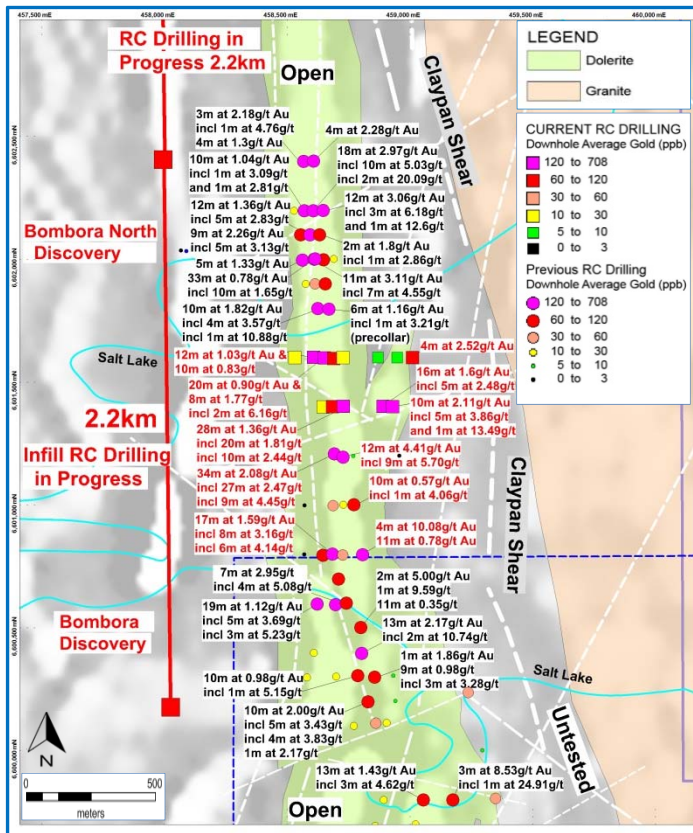 457,500 mE
458,000 mE
458,500 mE
459,000 mE
459,500 mE
460,
RC Drilling in
Progress 2.2km
Open
Claypan Shear
LEGEND
Dolerite
Granite
CURRENT RC DRILLING
Downhole Average Gold (ppb)
120 to 708
60 to 120
30 to 60
10 to 30
5 to 10
0 to 3
Previous RC Drilling
Downhole Average Gold (ppb)
120 to 708
60 to 120
30 to 60
10 to 30
5 to 10
0 to 3
6,602,500 mN
6,602,000 mN
6,601,500 mN
6,601,000 mN
6,600,500 mN
6,600,000 mN
3m at 2.18g/t Au
incl 1m at 4.76g/t
4m at 1.3g/t Au
4m at 2.28g/t Au
10m at 1.04g/t Au
incl 1m at 3.09g/t
and 1m at 2.81g/t
18m at 2.97g/t Au
incl 10m at 5.03g/t
incl 2m at 20.09g/t
12m at 1.36g/t Au
incl 5m at 2.83g/t
12m at 3.06g/t Au
incl 3m at 6.18g/t
and 1m at 12.6g/t
Bombora North
Discovery
9m at 2.26g/t Au
incl 5m at 3.13g/t
2m at 1.8g/t Au
incl 1m at 2.86g/t
5m at 1.33g/t Au
33m at 0.78g/t Au
incl 10m at 1.65g/t
11m at 3.11g/t Au
incl 7m at 4.55g/t
10m at 1.82g/t Au
incl 4m at 3.57g/t
incl 1m at 10.88g/t
6m at 1.16g/t Au
incl 1m at 3.21g/t
(precollar)
Salt Lake
12m at 1.03g/t Au &
10m at 0.83g/t
4m at 2.52g/t Au
20m at 0.90g/t Au &
8m at 1.77g/t
incl 2m at 6.16g/t
16m at 1.6g/t Au
incl 5m at 2.48g/t
2.2km
10m at 2.11g/t Au
incl 5m at 3.86g/t
and 1m at 13.49g/t
28m at 1.36g/t Au
incl 20m at 1.81g/t
incl 10m at 2.44g/t
Infill RC Drilling
in Progress
12m at 4.41g/t Au
incl 9m at 5.70g/t
34m at 2.08g/t Au
incl 27m at 2.47g/t
incl 9m at 4.45g/t
10m at 0.57g/t Au
incl 1m at 4.06g/t
Claypan Shear
17m at 1.59g/t Au
incl 8m at 3.16g/t
incl 6m at 4.14g/t
4m at 10.08g/t Au
11m at 0.78g/t Au
7m at 2.95g/t
incl 4m at 5.08g/t
2m at 5.00g/t Au
1m at 9.59g/t
11m at 0.35g/t
Bombora
Discovery
19m at 1.12g/t Au
incl 5m at 3.69g/t
incl 3m at 5.23g/t
13m at 2.17g/t Au
incl 2m at 10.74g/t
1m at 1.86g/t Au
9m at 0.98g/t
incl 3m at 3.28g/t
Salt Lake
10m at 0.98g/t Au
incl 1m at 5.15g/t
10m at 2.00g/t Au
incl 5m at 3.43g/t
incl 4m at 3.83g/t
1m at 2.17g/t
Untested
N
0
500
meters
13m at 1.43g/t Au
incl 3m at 4.62g/t
3m at 8.53g/t Au
incl 1m at 24.91g/t
Open